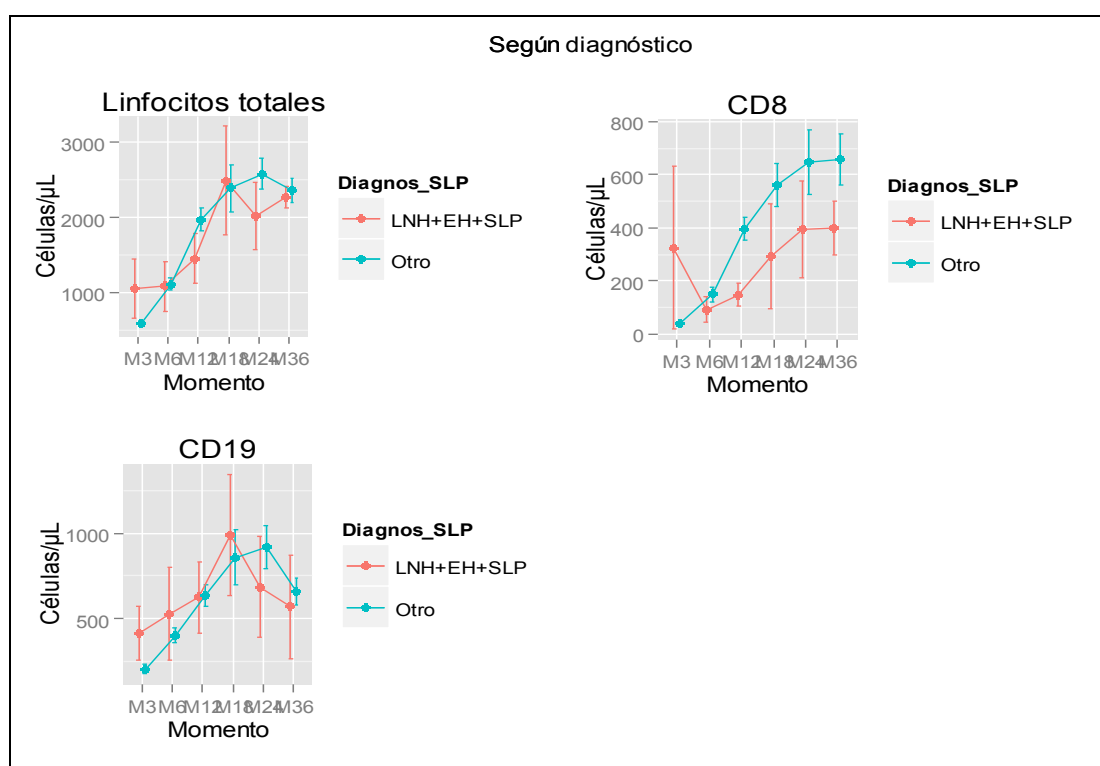 Según diagnóstico
Linfocitos totales
3000
2000
1000
Células/µL
M3 M6 M12 M18 M24 M36
Momento
Diagnos_SLP
LNH+EH+SLP
Otro
CD8
800
600
400
200
0
Células/µL
M3 M6 M12 M18 M24 M36
Momento
Diagnos_SLP
LNH+EH+SLP
Otro
CD19
1000
500
Células/µL
M3 M6 M12 M18 M24 M36
Momento
Diagnos_SLP
LNH+EH+SLP
Otro